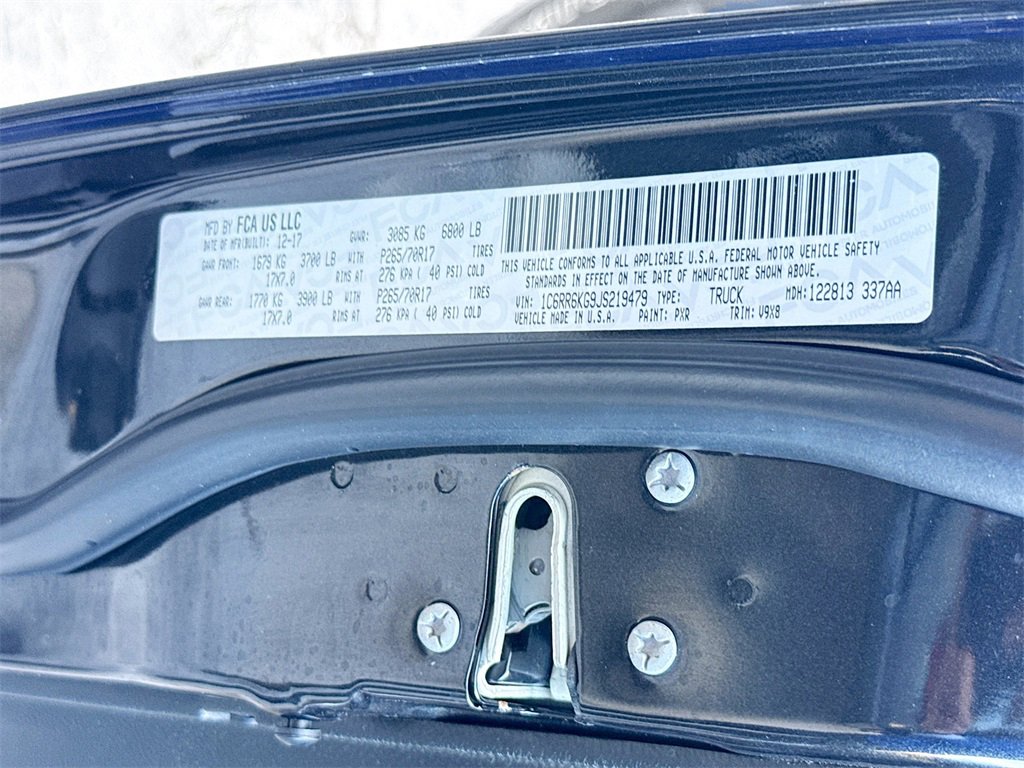 MFD BY FCA US LLC
DATE OF MFR(BUILT): 12-17 GVWR: 3085 KG 6800 LB
GAWR FRONT: 1679 KG 3700 LB WITH P265/70R17 TIRES
17X7.0 RIMS AT 276 KPA ( 40 PSI) COLD
GAWR REAR: 1770 KG 3900 LB WITH P265/70R17 TIRES
17X7.0 RIMS AT 276 KPA ( 40 PSI) COLD
THIS VEHICLE CONFORMS TO ALL APPLICABLE U.S.A. FEDERAL MOTOR VEHICLE SAFETY
STANDARDS IN EFFECT ON THE DATE OF MANUFACTURE SHOWN ABOVE.
VIN: 1C6RR6KG9JS219479 TYPE: TRUCK MDH: 122813 337AA
VEHICLE MADE IN U.S.A. PAINT: PXR TRIM: V9X8